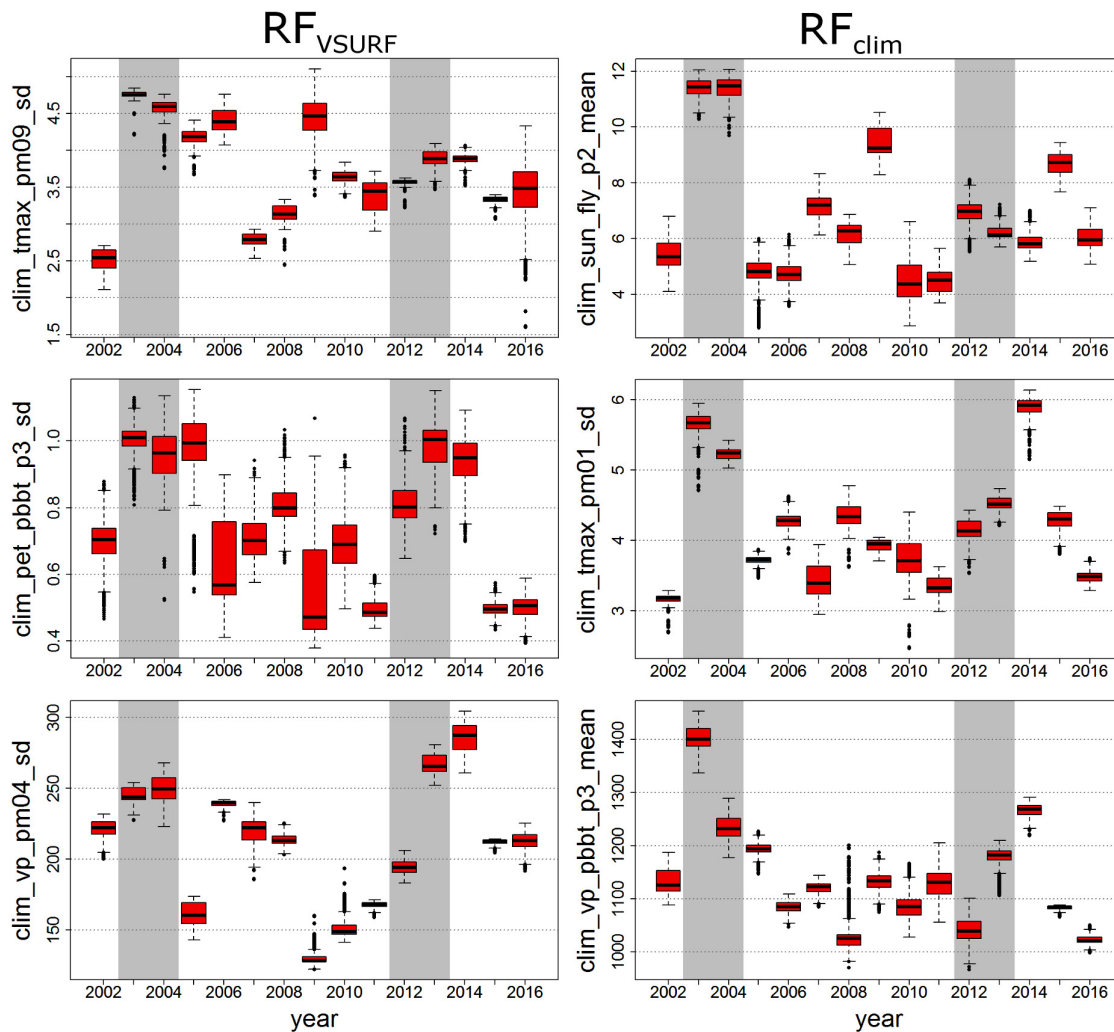 RF VSURF
RF clim
clim_tmax_pm09_sd
1.5 2.5 3.5 4.5
2002 2004 2006 2008 2010 2012 2014 2016
clim_sun_fly_p2_mean
4 6 8 10 12
2002 2004 2006 2008 2010 2012 2014 2016
clim_pet_pbbt_p3_sd
0.4 0.6 0.8 1.0
2002 2004 2006 2008 2010 2012 2014 2016
clim_tmax_pm01_sd
3 4 5 6
2002 2004 2006 2008 2010 2012 2014 2016
clim_vp_pm04_sd
150 200 250 300
2002 2004 2006 2008 2010 2012 2014 2016
year
clim_vp_pbbt_p3_mean
1000 1100 1200 1300 1400
2002 2004 2006 2008 2010 2012 2014 2016
year